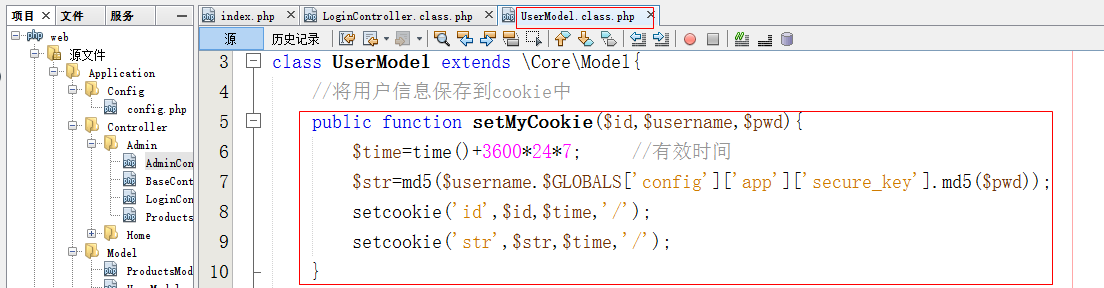 项目 文件 服务
index.php LoginController.class.php UserModel.class.php
源 历史记录
web
源文件
Application
Config
config.php
Controller
Admin
AdminCon
BaseCont
LoginCon
Products
Home
Model
ProductsMod
3 class UserModel extends \Core\Model{
4 //将用户信息保存到cookie中
5 public function setMyCookie($id,$username,$pwd){
6 $time=time()+3600*24*7; //有效时间
7 $str=md5($username.$GLOBALS['config']['app']['secure_key'].md5($pwd));
8 setcookie('id',$id,$time,'/');
9 setcookie('str',$str,$time,'/');
10 }